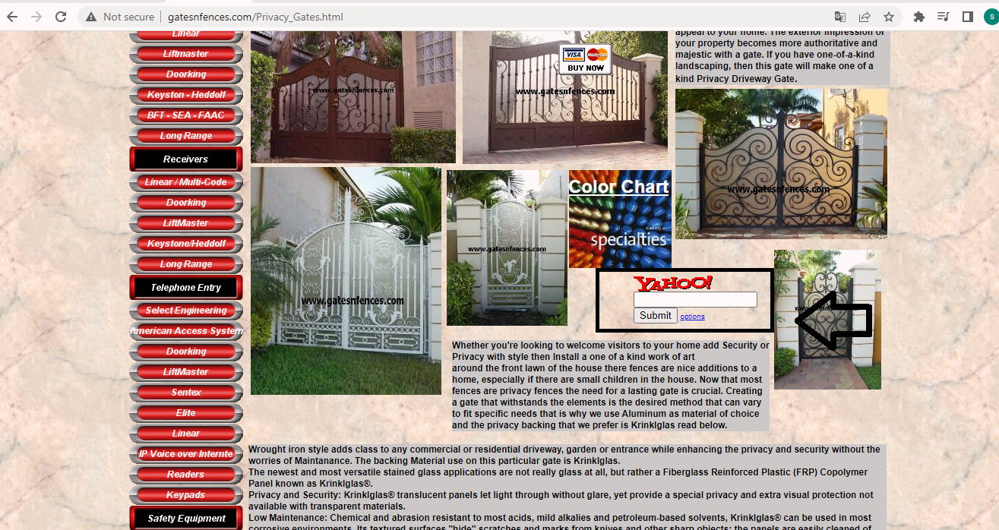 Not secure | gatesnfences.com/Privacy_Gates.html
S
Linear
Liftmaster
Doorking
Keyston - Heddolf
BFT - SEA - FAAC
Long Range
Receivers
Linear / Multi-Code
Doorking
LiftMaster
Keystone/Heddolf
Long Range
Telephone Entry
Select Engineering
American Access System
Doorking
LiftMaster
Sentex
Elite
Linear
IP Voice over Internte
Readers
Keypads
Safety Equipment
www.gatesnfences.com
VISA MasterCard
BUY NOW
www.gatesnfences.com
appeal to your home. The exterior impression of
your property becomes more authoritative and
majestic with a gate. If you have one-of-a-kind
landscaping, then this gate will make one of a
kind Privacy Driveway Gate.
www.gatesnfences.com
www.gatesnfences.com
www.gatesnfences.com
Color Chart
specialties
YAHOO!
Submit options
Whether you're looking to welcome visitors to your home add Security or
Privacy with style then Install a one of a kind work of art
around the front lawn of the house there fences are nice additions to a
home, especially if there are small children in the house. Now that most
fences are privacy fences the need for a lasting gate is crucial. Creating
a gate that withstands the elements is the desired method that can vary
to fit specific needs that is why we use Aluminum as material of choice
and the privacy backing that we prefer is Krinklglas read below.
Wrought iron style adds class to any commercial or residential driveway, garden or entrance while enhancing the privacy and security without the
worries of Maintanance. The backing Material use on this particular gate is Krinklglas.
The newest and most versatile stained glass applications are not really glass at all, but rather a Fiberglass Reinforced Plastic (FRP) Copolymer
Panel known as Krinklglas®.
Privacy and Security: Krinklglas® translucent panels let light through without glare, yet provide a special privacy and extra visual protection not
available with transparent materials.
Low Maintenance: Chemical and abrasion resistant to most acids, mild alkalies and petroleum-based solvents, Krinklglas® can be used in most
corrosive environments. Its textured surfaces "hide" scratches and marks from knives and other sharp objects; the panels are easily cleaned of